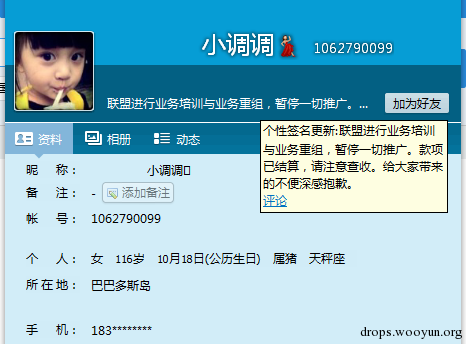 小调调 1062790099
联盟进行业务培训与业务重组，暂停一切推广。... 加为好友
资料 相册 动态
个性签名更新:联盟进行业务培训
与业务重组，暂停一切推广。款项
已结算，请注意查收。给大家带来
的不便深感抱歉。
评论
昵 称： 小调调
备 注： - 添加备注
帐 号： 1062790099
个 人： 女 116岁 10月18日(公历生日) 属猪 天秤座
所在地： 巴巴多斯岛
手 机： 183********
drops.wooyun.org